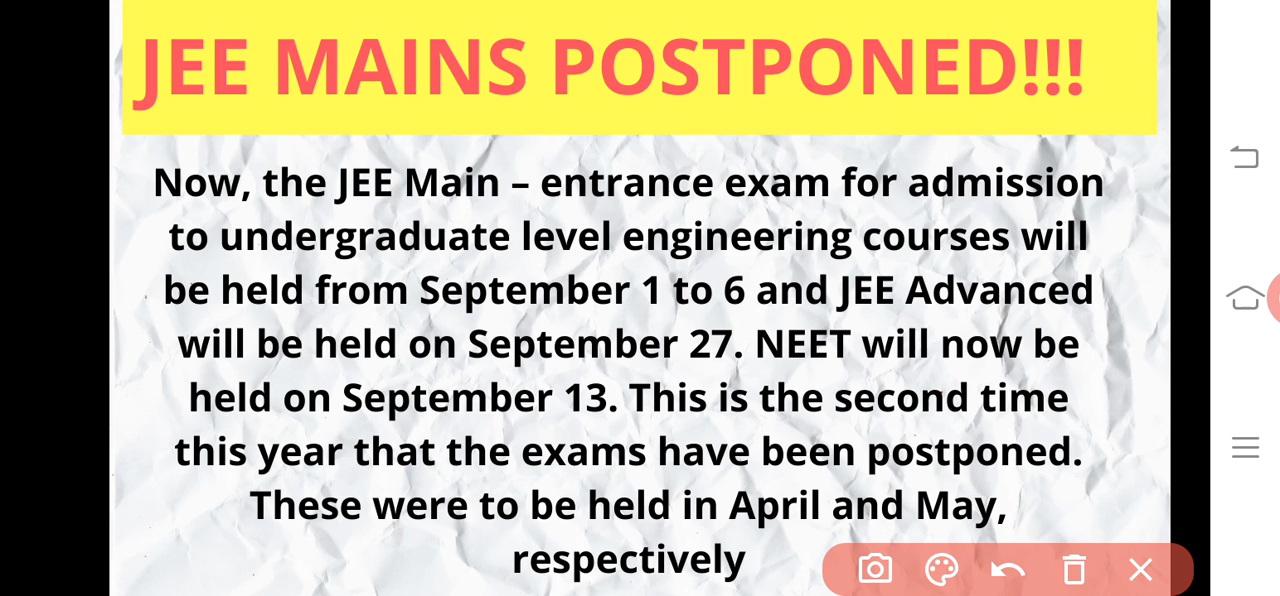 JEE MAINS POSTPONED!!!
Now, the JEE Main – entrance exam for admission
to undergraduate level engineering courses will
be held from September 1 to 6 and JEE Advanced
will be held on September 27. NEET will now be
held on September 13. This is the second time
this year that the exams have been postponed.
These were to be held in April and May,
respectively